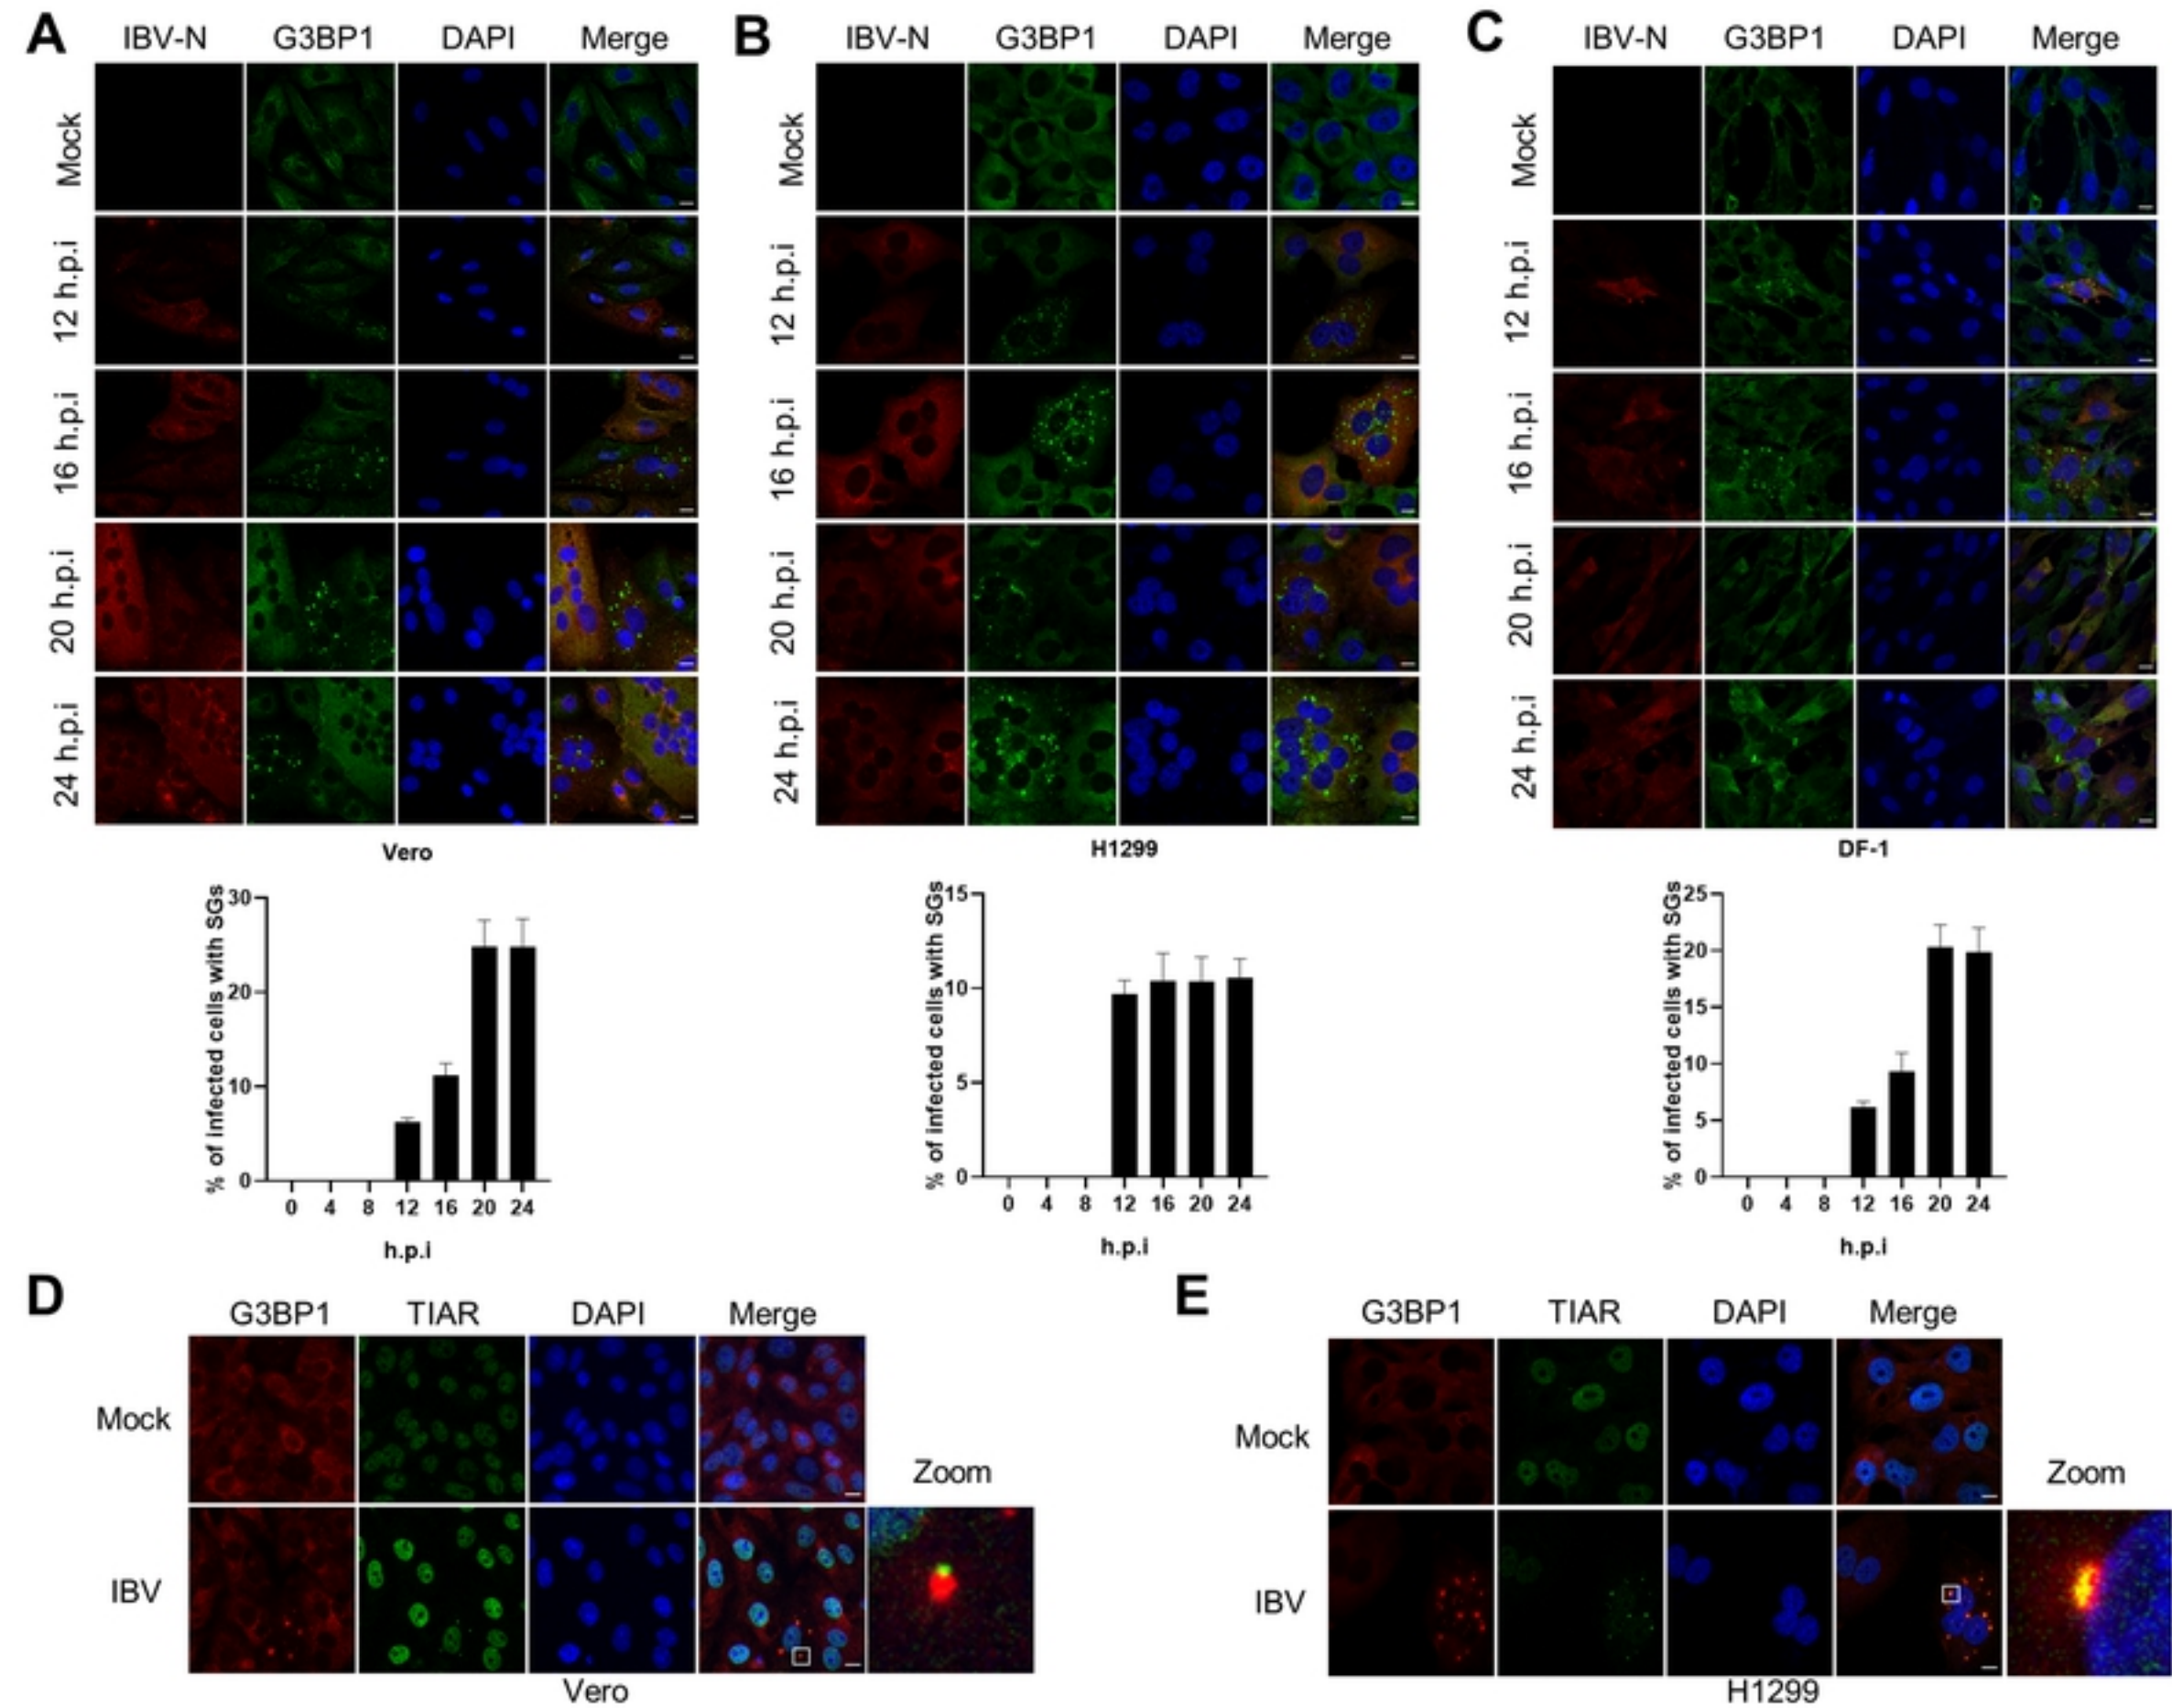 A
IBV-N G3BP1 DAPI Merge
Mock
12 h.p.i
16 h.p.i
20 h.p.i
24 h.p.i
Vero
% of infected cells with SGs
30
20
10
0
0 4 8 12 16 20 24
h.p.i
B
IBV-N G3BP1 DAPI Merge
Mock
12 h.p.i
16 h.p.i
20 h.p.i
24 h.p.i
H1299
% of infected cells with SGs
15
10
5
0
0 4 8 12 16 20 24
h.p.i
C
IBV-N G3BP1 DAPI Merge
Mock
12 h.p.i
16 h.p.i
20 h.p.i
24 h.p.i
DF-1
% of infected cells with SGs
25
20
15
10
5
0
0 4 8 12 16 20 24
h.p.i
D
G3BP1 TIAR DAPI Merge
Mock
Zoom
IBV
Vero
E
G3BP1 TIAR DAPI Merge
Mock
Zoom
IBV
H1299